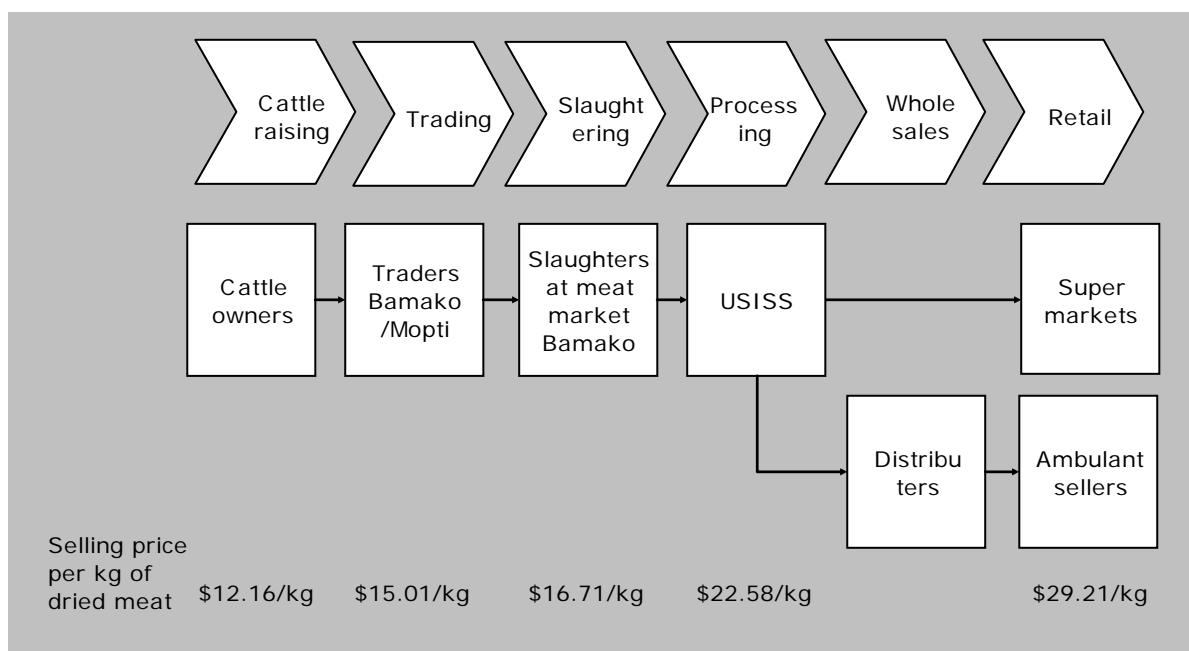 Cattle
raising
Trading
Slaught
ering
Process
ing
Whole
sales
Retail
Cattle
owners
Traders
Bamako
/Mopti
Slaughters
at meat
market
Bamako
USISS
Super
markets
Distribu
ters
Ambulant
sellers
Selling price
per kg of
dried meat
$12.16/kg
$15.01/kg
$16.71/kg
$22.58/kg
$29.21/kg